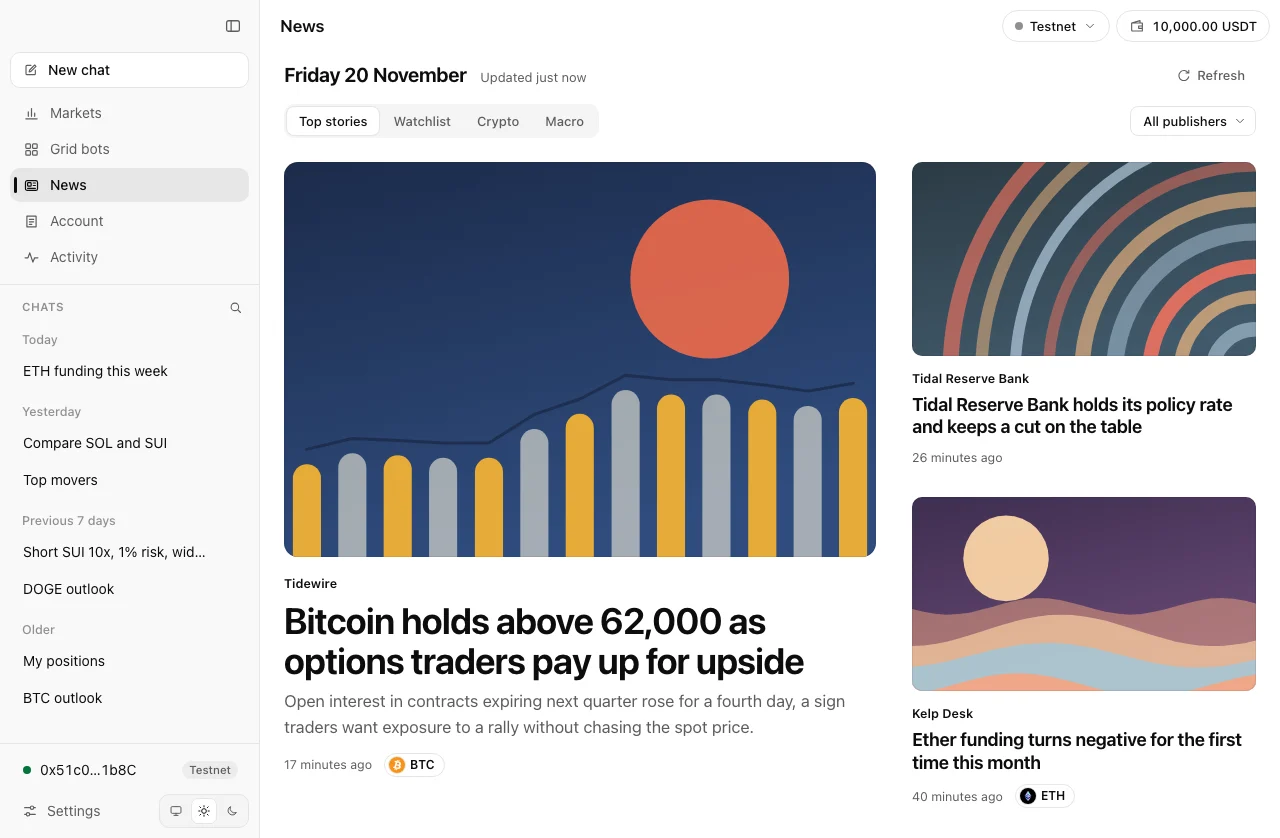 New chat
Markets
Grid bots
News
Account
Activity
CHATS
Today
ETH funding this week
Yesterday
Compare SOL and SUI
Top movers
Previous 7 days
Short SUI 10x, 1% risk, wid...
DOGE outlook
Older
My positions
BTC outlook
0x51c0...1b8C
Testnet
Settings
News
Testnet
10,000.00 USDT
Friday 20 November
Updated just now
Refresh
Top stories
Watchlist
Crypto
Macro
All publishers
Tidewire
Bitcoin holds above 62,000 as
options traders pay up for upside
Open interest in contracts expiring next quarter rose for a fourth day, a sign
traders want exposure to a rally without chasing the spot price.
17 minutes ago
BTC
Tidal Reserve Bank
Tidal Reserve Bank holds its policy rate
and keeps a cut on the table
26 minutes ago
Kelp Desk
Ether funding turns negative for the first
time this month
40 minutes ago
ETH